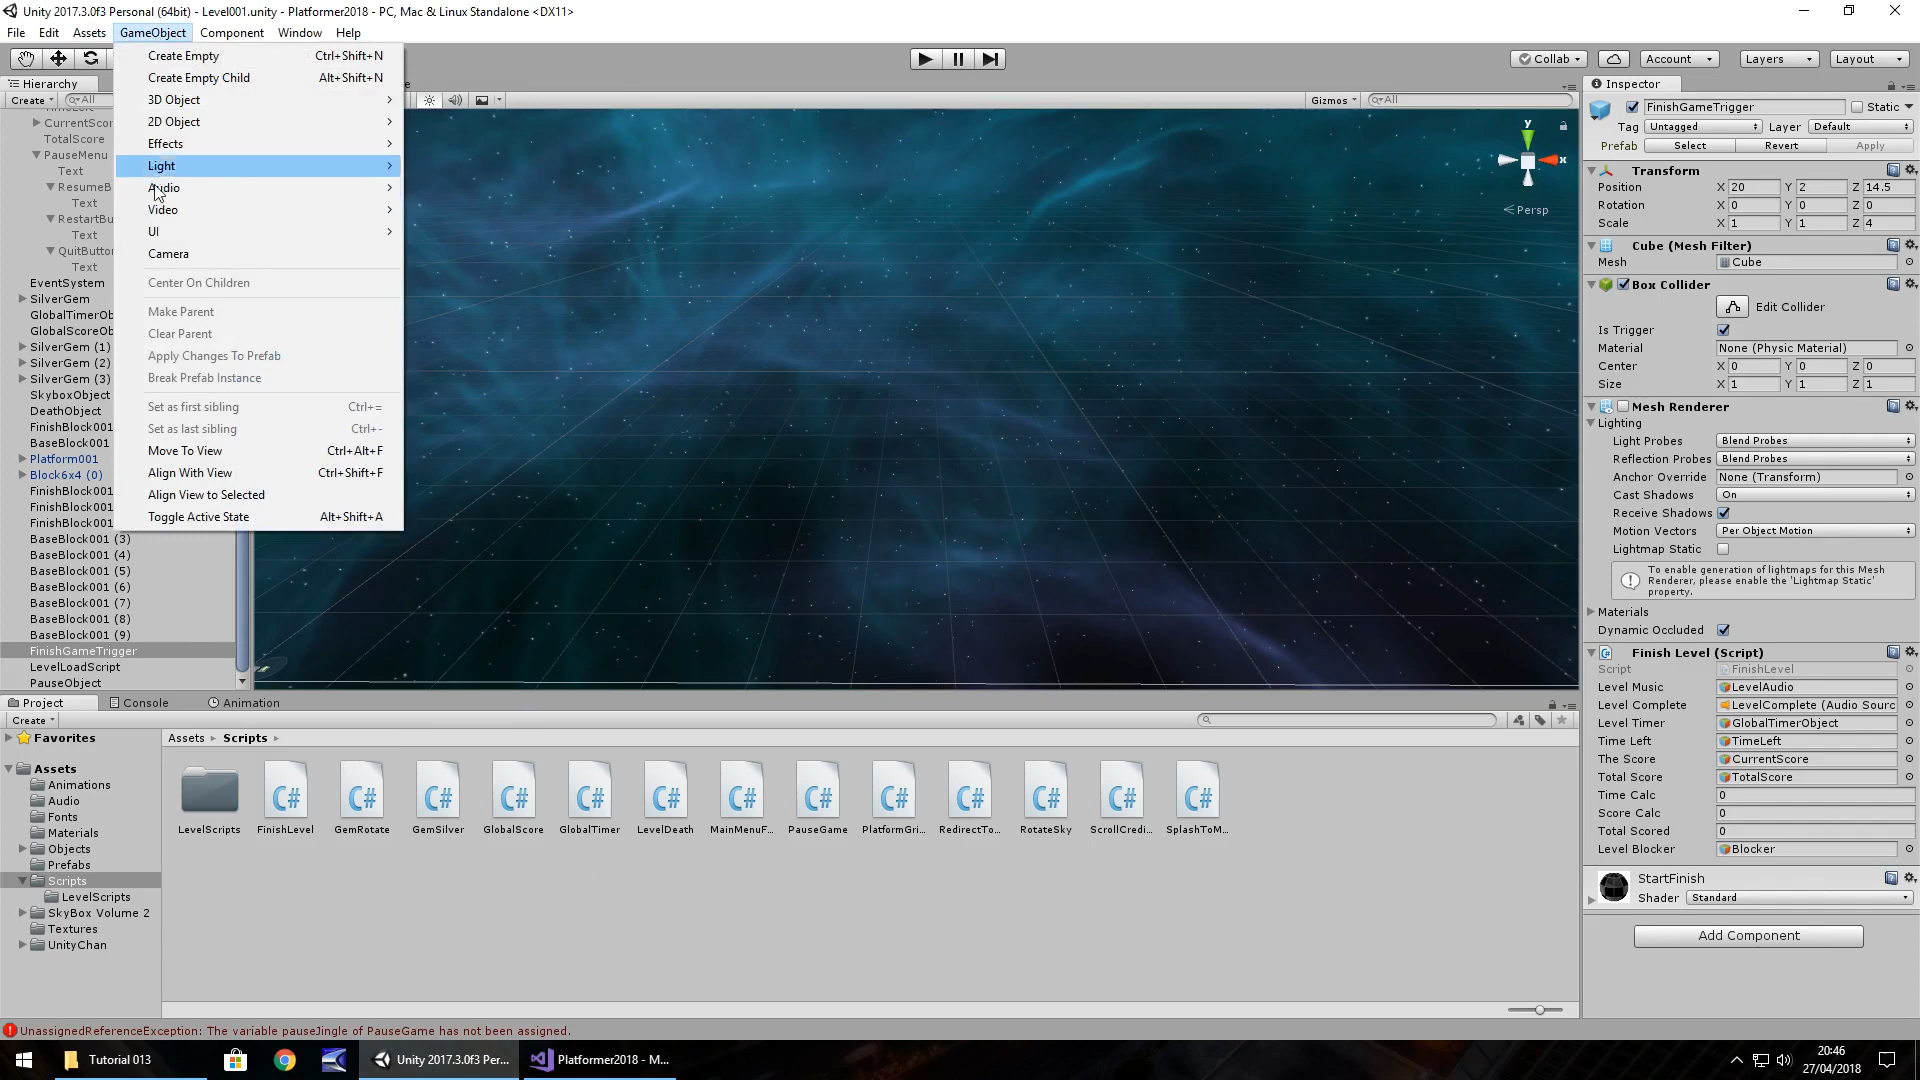 Unity 2017.3.0f3 Personal (64bit) - Level001.unity - Platformer2018 - PC, Mac & Linux Standalone <DX11>
File Edit Assets GameObject Component Window Help
Collab Account Layers Layout
Hierarchy
Create All
CurrentScor
TotalScore
PauseMenu
Text
ResumeB
Text
RestartBu
Text
QuitButto
Text
EventSystem
SilverGem
GlobalTimerOb
GlobalScoreOb
SilverGem (1)
SilverGem (2)
SilverGem (3)
SkyboxObject
DeathObject
FinishBlock001
BaseBlock001
Platform001
Block6x4 (0)
FinishBlock001
FinishBlock001
FinishBlock001
BaseBlock001 (3)
BaseBlock001 (4)
BaseBlock001 (5)
BaseBlock001 (6)
BaseBlock001 (7)
BaseBlock001 (8)
BaseBlock001 (9)
FinishGameTrigger
LevelLoadScript
PauseObject
Create Empty Ctrl+Shift+N
Create Empty Child Alt+Shift+N
3D Object
2D Object
Effects
Light
Audio
Video
UI
Camera
Center On Children
Make Parent
Clear Parent
Apply Changes To Prefab
Break Prefab Instance
Set as first sibling Ctrl+=
Set as last sibling Ctrl+-
Move To View Ctrl+Alt+F
Align With View Ctrl+Shift+F
Align View to Selected
Toggle Active State Alt+Shift+A
Gizmos All
y
x
Persp
Inspector
FinishGameTrigger Static
Tag Untagged Layer Default
Prefab Select Revert Apply
Transform
Position X 20 Y 2 Z 14.5
Rotation X 0 Y 0 Z 0
Scale X 1 Y 1 Z 4
Cube (Mesh Filter)
Mesh Cube
Box Collider
Edit Collider
Is Trigger
Material None (Physic Material)
Center X 0 Y 0 Z 0
Size X 1 Y 1 Z 1
Mesh Renderer
Lighting
Light Probes Blend Probes
Reflection Probes Blend Probes
Anchor Override None (Transform)
Cast Shadows On
Receive Shadows
Motion Vectors Per Object Motion
Lightmap Static
To enable generation of lightmaps for this Mesh
Renderer, please enable the 'Lightmap Static'
property.
Materials
Dynamic Occluded
Finish Level (Script)
Script FinishLevel
Level Music LevelAudio
Level Complete LevelComplete (Audio Sourc
Level Timer GlobalTimerObject
Time Left TimeLeft
The Score CurrentScore
Total Score TotalScore
Time Calc 0
Score Calc 0
Total Scored 0
Level Blocker Blocker
StartFinish
Shader Standard
Add Component
Project Console Animation
Create
Favorites
Assets
Animations
Audio
Fonts
Materials
Objects
Prefabs
Scripts
LevelScripts
SkyBox Volume 2
Textures
UnityChan
Assets Scripts
LevelScripts FinishLevel GemRotate GemSilver GlobalScore GlobalTimer LevelDeath MainMenuF... PauseGame PlatformGri... RedirectTo... RotateSky ScrollCredi... SplashToM...
C# C# C# C# C# C# C# C# C# C# C# C# C#
UnassignedReferenceException: The variable pauseJingle of PauseGame has not been assigned.
Tutorial 013 Unity 2017.3.0f3 Per... Platformer2018 - M...
20:46
27/04/2018